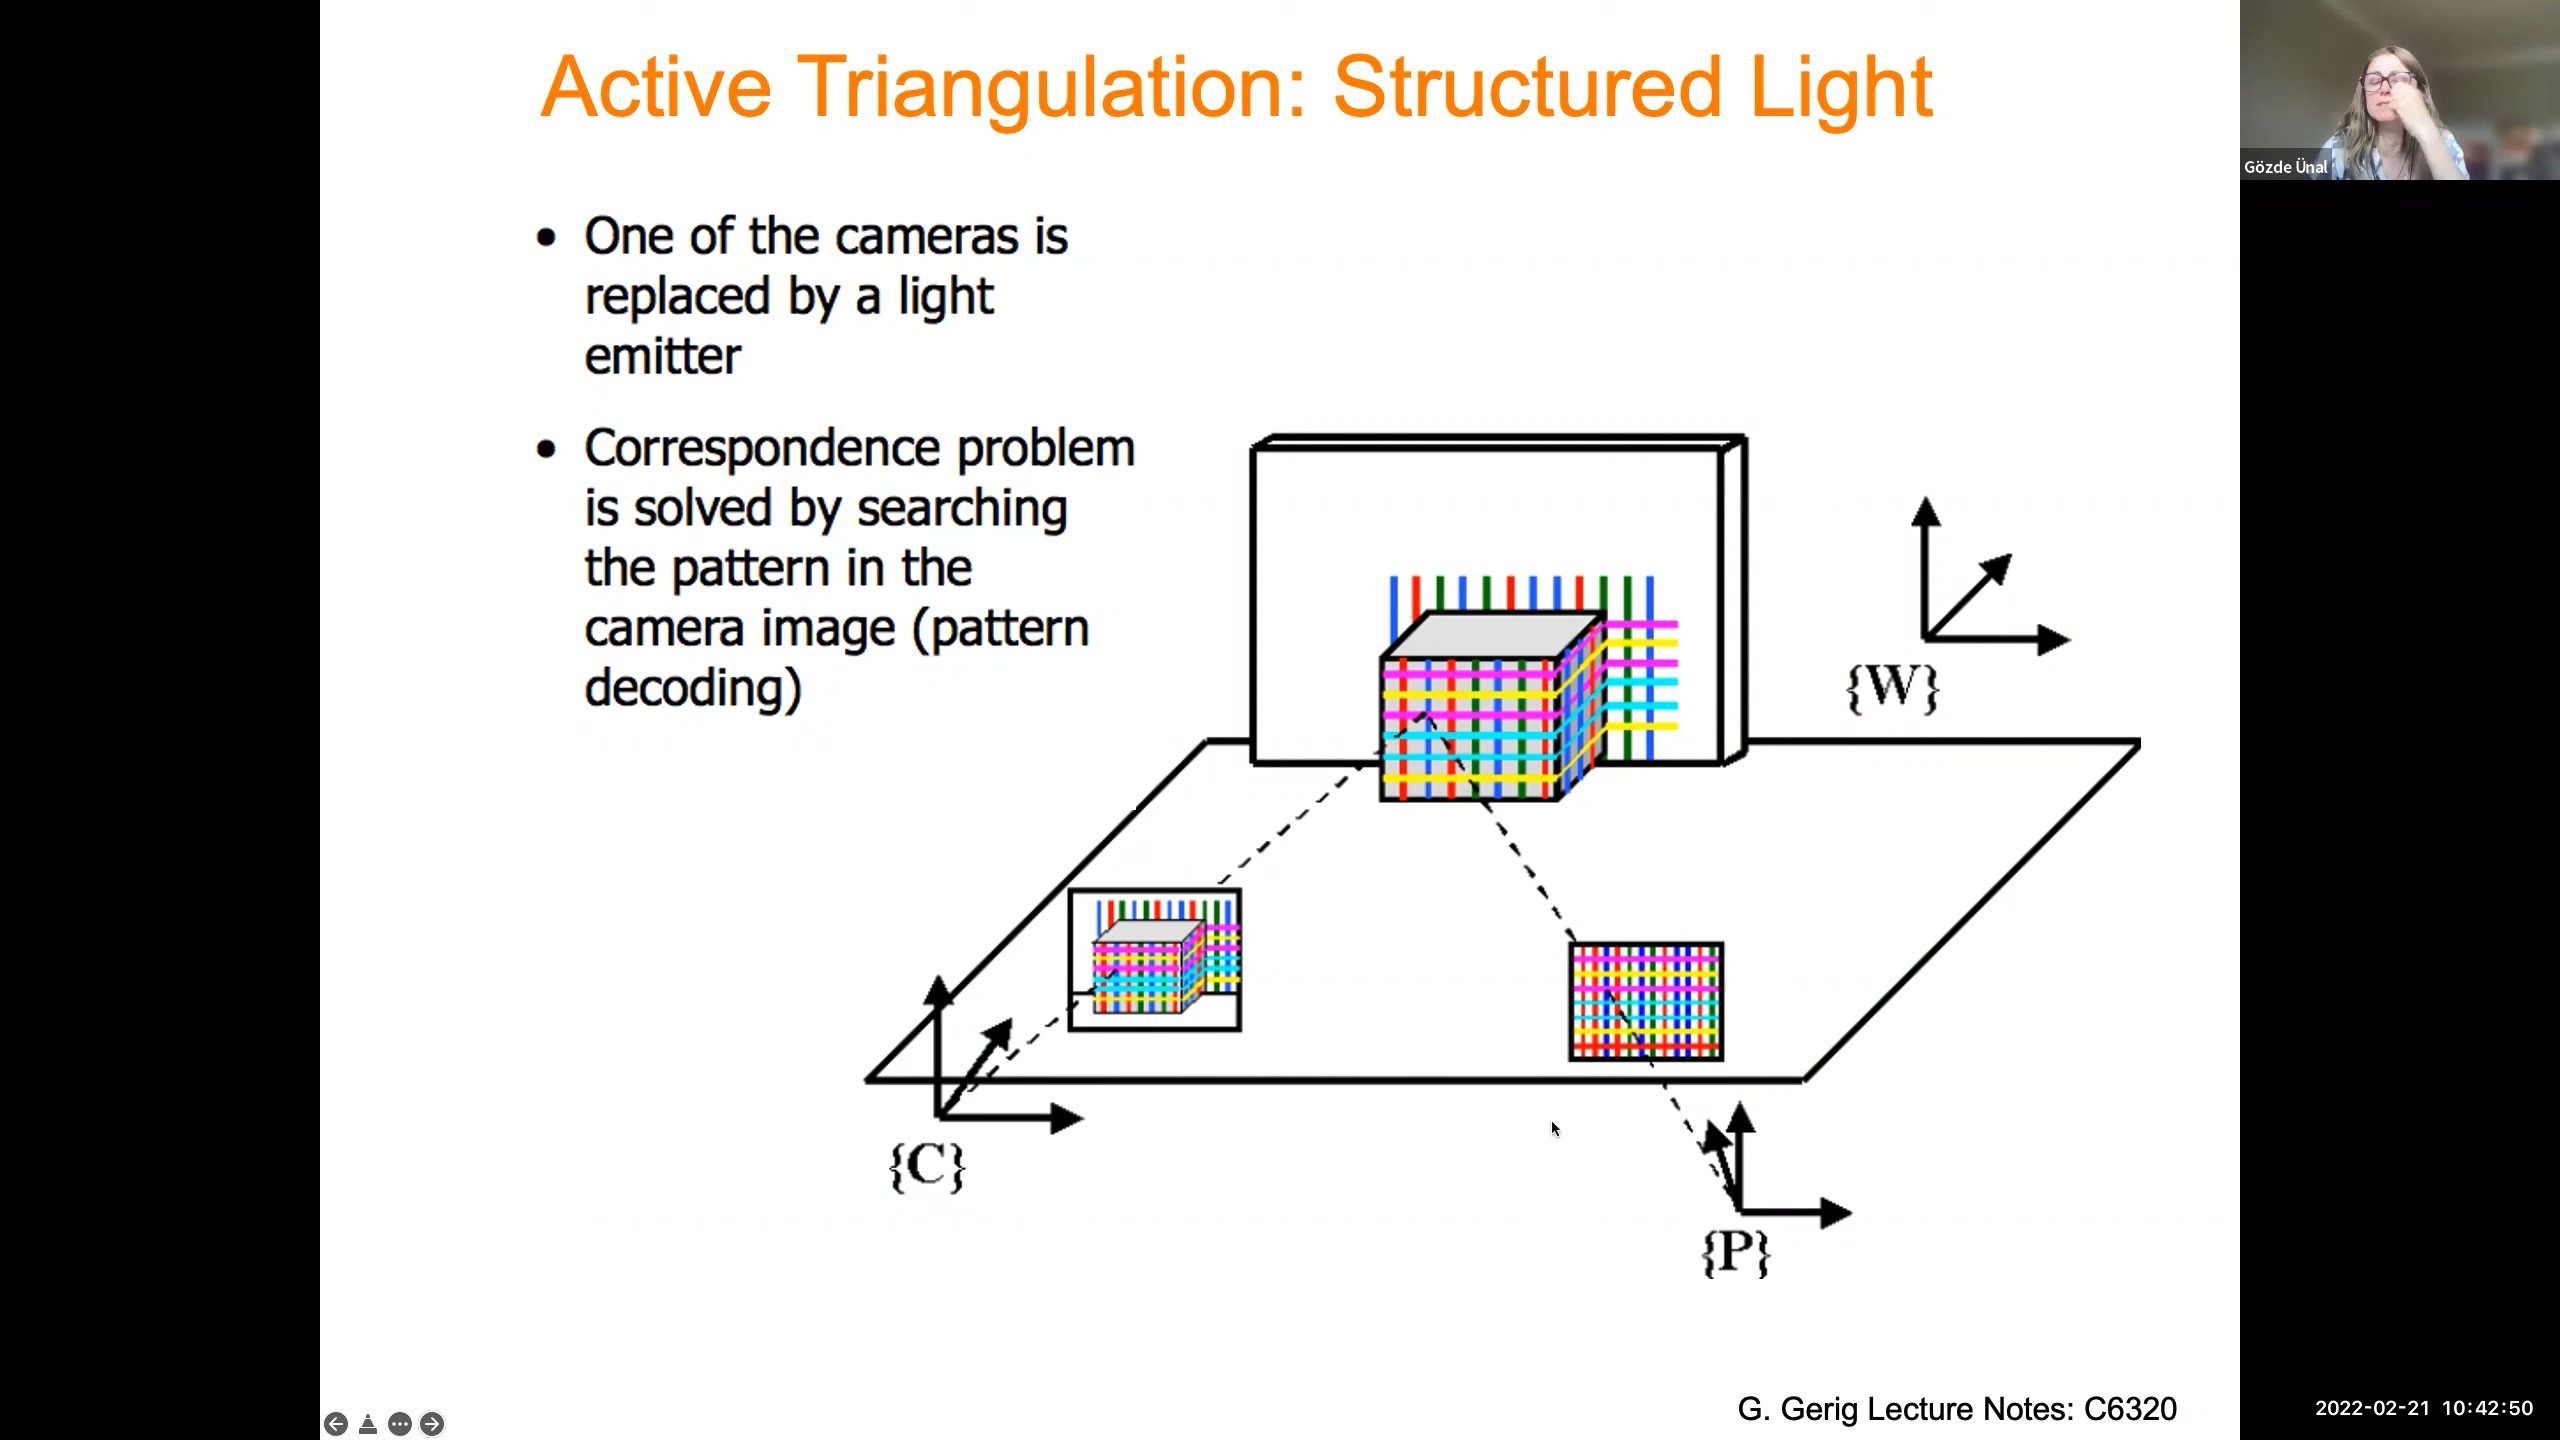 Active Triangulation: Structured Light
Gözde Ünal
• One of the cameras is
replaced by a light
emitter
• Correspondence problem
is solved by searching
the pattern in the
camera image (pattern
decoding)
{W}
{C}
{P}
G. Gerig Lecture Notes: C6320
2022-02-21 10:42:50